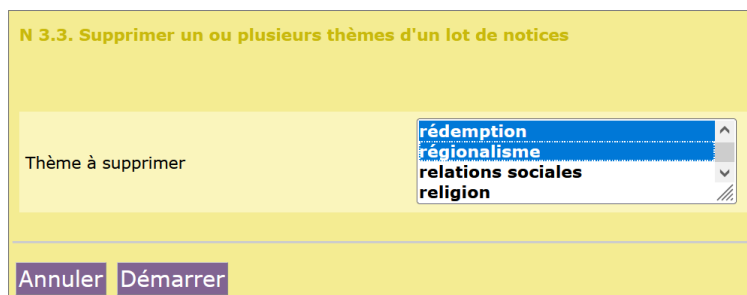 N 3.3. Supprimer un ou plusieurs thèmes d'un lot de notices
rédemption
régionalisme
Thème à supprimer
relations sociales
religion
Annuler Démarrer